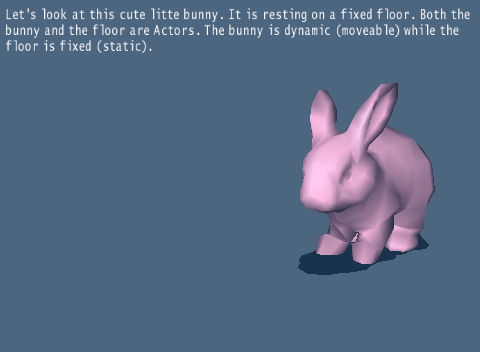 Let's look at this cute litte bunny. It is resting on a fixed floor. Both the
bunny and the floor are Actors. The bunny is dynamic (moveable) while the
floor is fixed (static).